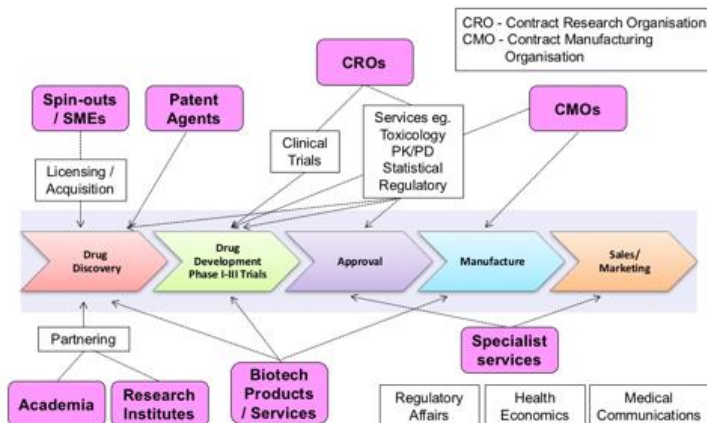 CRO - Contract Research Organisation
CMO - Contract Manufacturing
Organisation
CROs
Spin-outs
/ SMEs
Patent
Agents
CMOs
Services eg.
Toxicology
PK/PD
Statistical
Regulatory
Clinical
Trials
Licensing /
Acquisition
Drug
Discovery
Drug
Development
Phase I-III Trials
Approval
Manufacture
Sales/
Marketing
Partnering
Specialist
services
Biotech
Products
/ Services
Academia
Research
Institutes
Regulatory
Affairs
Health
Economics
Medical
Communications